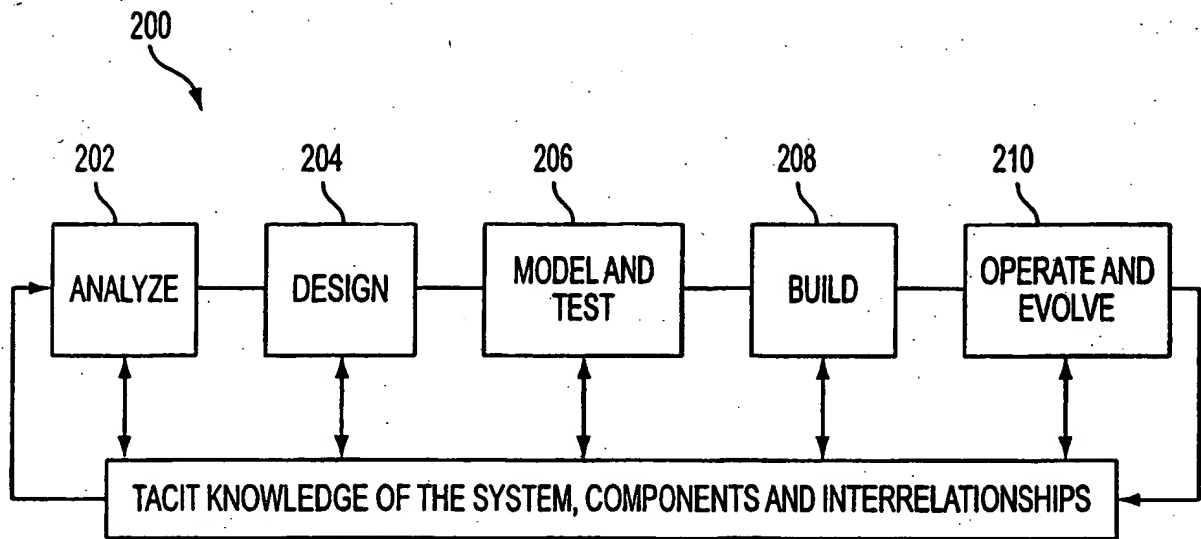 200
202
204
206
208
210
ANALYZE
DESIGN
MODEL AND
TEST
BUILD
OPERATE AND
EVOLVE
TACIT KNOWLEDGE OF THE SYSTEM, COMPONENTS AND INTERRELATIONSHIPS